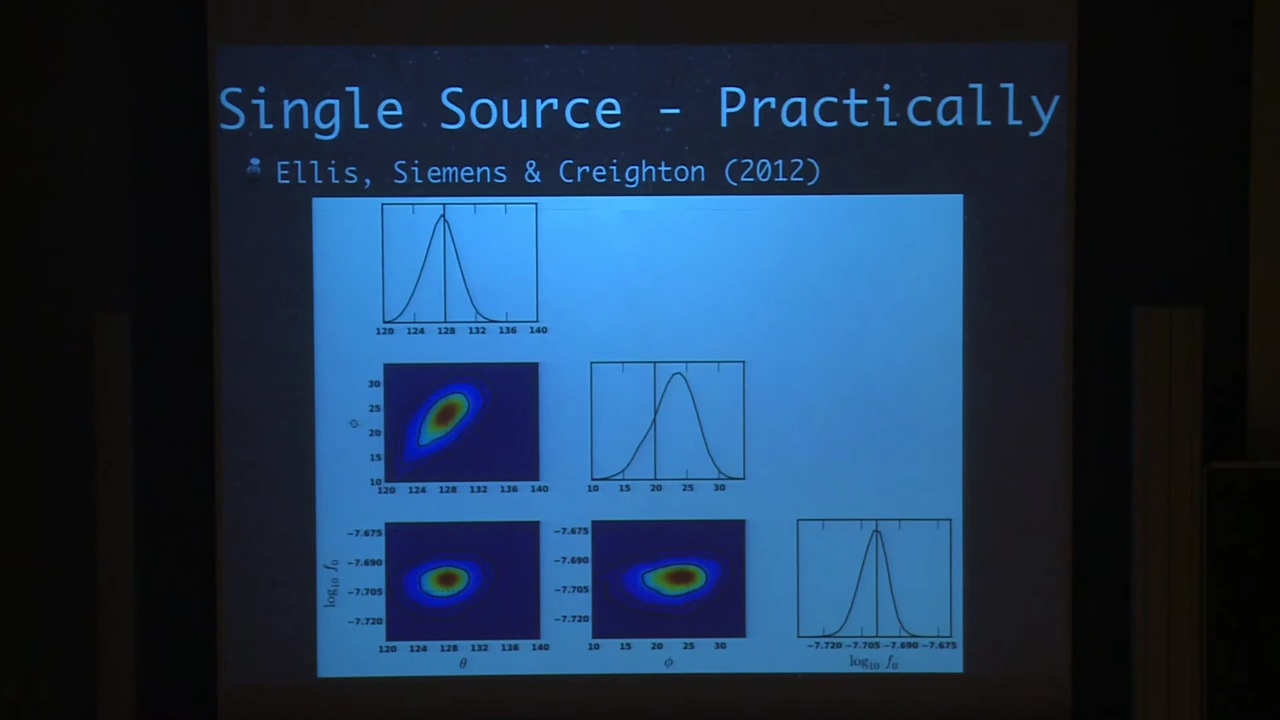 Single Source - Practically
Ellis, Siemens & Creighton (2012)
120 124 128 132 136 140
30
25
20
15
10
ϕ
120 124 128 132 136 140
10 15 20 25 30
-7.675
-7.690
-7.705
-7.720
log₁₀ f₀
120 124 128 132 136 140
θ
-7.675
-7.690
-7.705
-7.720
10 15 20 25 30
ϕ
-7.720 -7.705 -7.690 -7.675
log₁₀ f₀